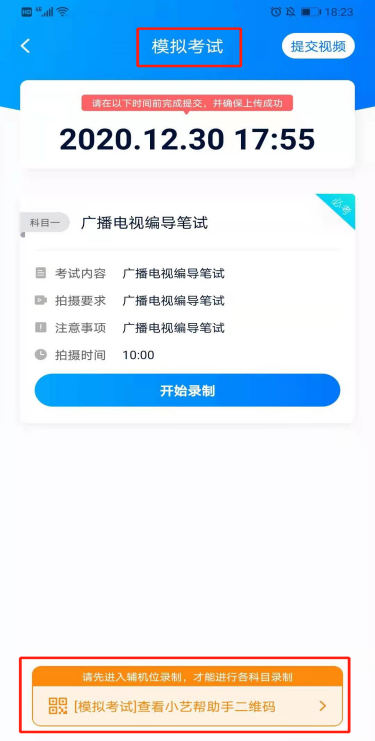 HD 46 18:23
模拟考试
提交视频
请在以下时间前完成提交，并确保上传成功
2020.12.30 17:55
必考
科目一 广播电视编导笔试
考试内容 广播电视编导笔试
拍摄要求 广播电视编导笔试
注意事项 广播电视编导笔试
拍摄时间 10:00
开始录制
请先进入辅机位录制，才能进行各科目录制
[模拟考试]查看小艺帮助手二维码